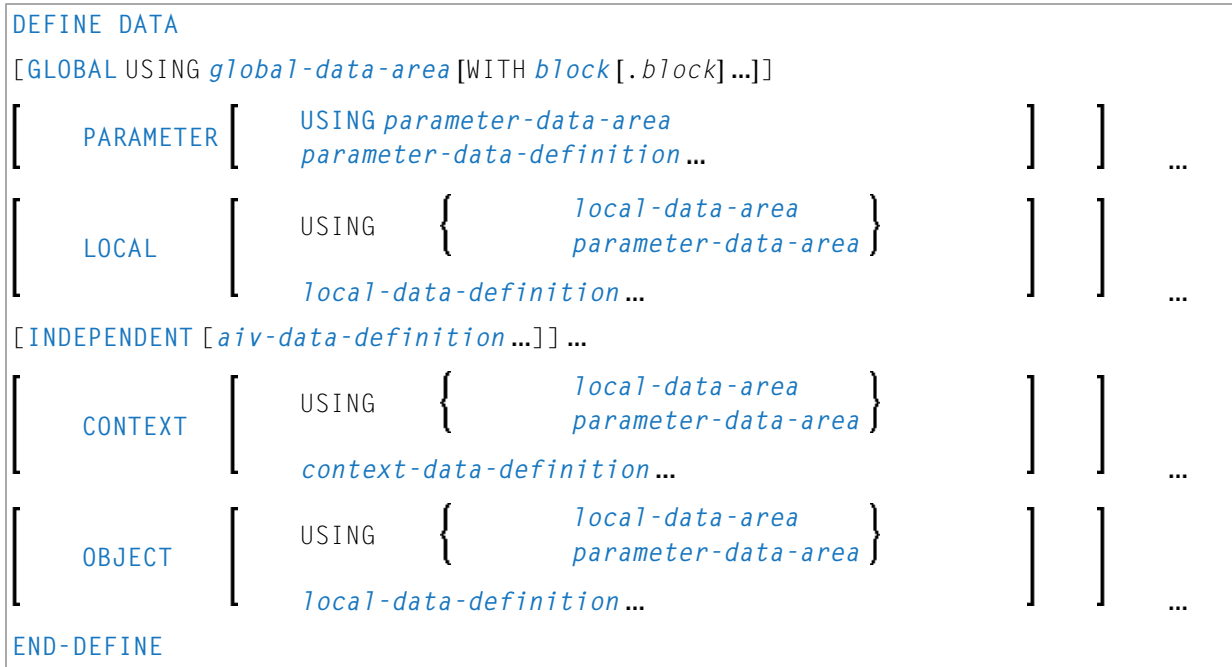 DEFINE DATA
[GLOBAL USING global-data-area [WITH block [. block] ...]]
[ PARAMETER [ USING parameter-data-area
parameter-data-definition ... ] ] ...
[ LOCAL [ USING { local-data-area
parameter-data-area }
local-data-definition ... ] ] ...
[INDEPENDENT [aiv-data-definition ...]] ...
[ CONTEXT [ USING { local-data-area
parameter-data-area }
context-data-definition ... ] ] ...
[ OBJECT [ USING { local-data-area
parameter-data-area }
local-data-definition ... ] ] ...
END-DEFINE